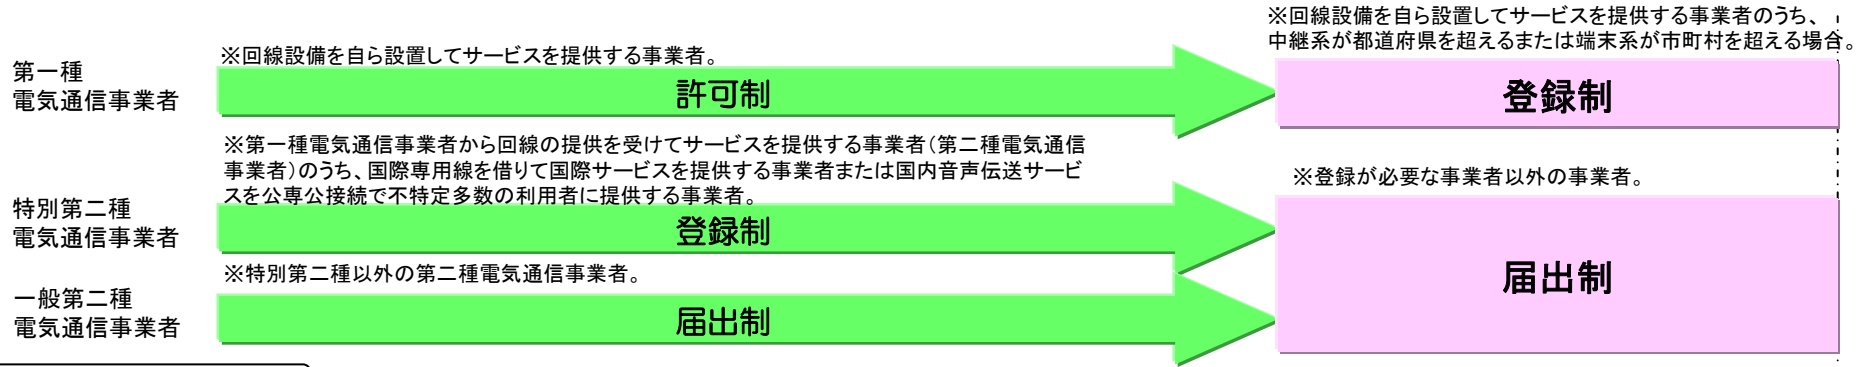 ※回線設備を自ら設置してサービスを提供する事業者のうち、
中継系が都道府県を超えるまたは端末系が市町村を超える場合。
※回線設備を自ら設置してサービスを提供する事業者。
第一種
電気通信事業者
許可制
登録制
※第一種電気通信事業者から回線の提供を受けてサービスを提供する事業者(第二種電気通信
事業者)のうち、国際専用線を借りて国際サービスを提供する事業者または国内音声伝送サービ
スを公専公接続で不特定多数の利用者に提供する事業者。
※登録が必要な事業者以外の事業者。
特別第二種
電気通信事業者
登録制
※特別第二種以外の第二種電気通信事業者。
届出制
一般第二種
電気通信事業者
届出制